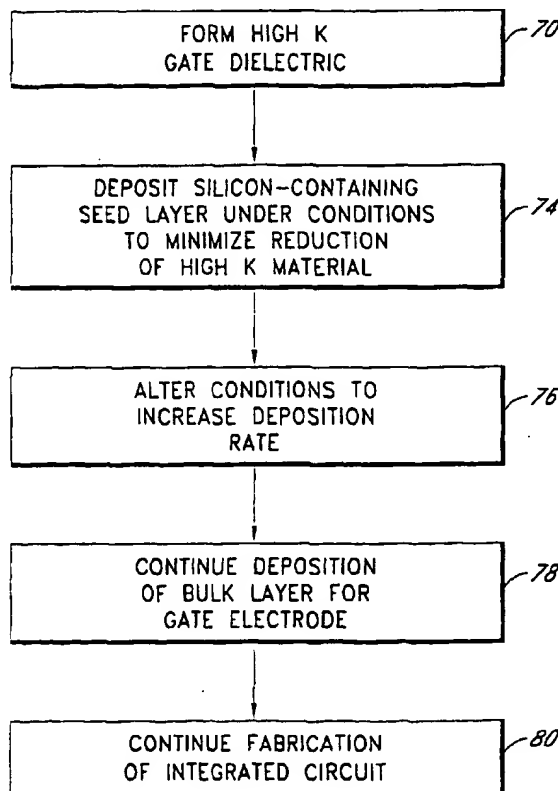 FORM HIGH K
GATE DIELECTRIC
70
DEPOSIT SILICON-CONTAINING
SEED LAYER UNDER CONDITIONS
TO MINIMIZE REDUCTION
OF HIGH K MATERIAL
74
ALTER CONDITIONS TO
INCREASE DEPOSITION
RATE
76
CONTINUE DEPOSITION
OF BULK LAYER FOR
GATE ELECTRODE
78
CONTINUE FABRICATION
OF INTEGRATED CIRCUIT
80